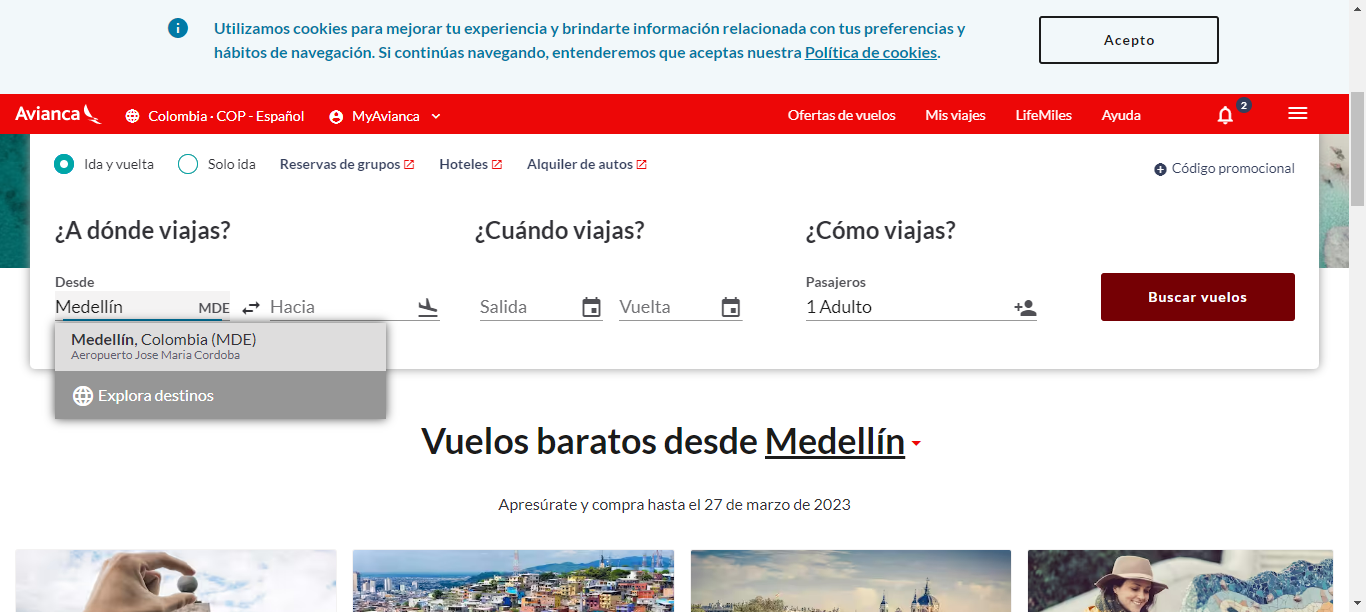 Utilizamos cookies para mejorar tu experiencia y brindarte información relacionada con tus preferencias y
hábitos de navegación. Si continúas navegando, entenderemos que aceptas nuestra Política de cookies.
Acepto
Avianca
Colombia · COP - Español
MyAvianca
Ofertas de vuelos
Mis viajes
LifeMiles
Ayuda
2
Ida y vuelta
Solo ida
Reservas de grupos
Hoteles
Alquiler de autos
Código promocional
¿A dónde viajas?
¿Cuándo viajas?
¿Cómo viajas?
Desde
Pasajeros
Medellín MDE
Hacia
Salida
Vuelta
1 Adulto
Buscar vuelos
Medellín, Colombia (MDE)
Aeropuerto Jose Maria Cordoba
Explora destinos
Vuelos baratos desde Medellín
Apresúrate y compra hasta el 27 de marzo de 2023